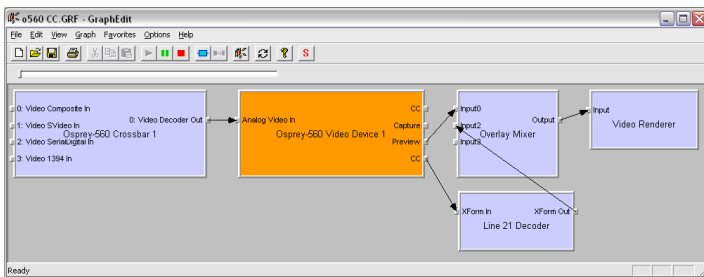 o560 CC.GRF - GraphEdit
File Edit View Graph Favorites Options Help
S
0: Video Composite In
0: Video Decoder Out
1: Video SVideo In
Osprey-560 Crossbar 1
2: Video SerialDigital In
3: Video 1394 In
Analog Video In
CC
Capture
Osprey-560 Video Device 1
Preview
CC
Input0
Output
Input2
Overlay Mixer
Input3
Input
Video Renderer
XForm In
XForm Out
Line 21 Decoder
Ready